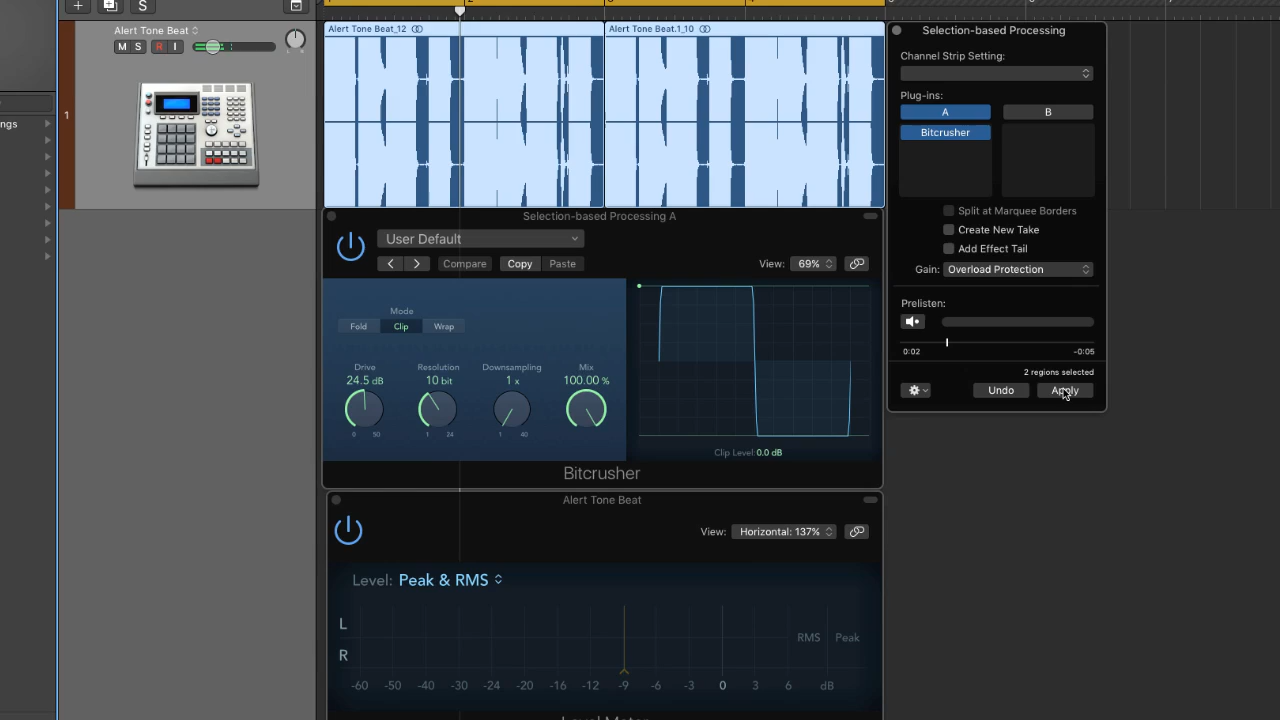 S
2
3
4
Alert Tone Beat
M S R I
1
ngs
Alert Tone Beat_12
Alert Tone Beat.1_10
Selection-based Processing
Channel Strip Setting:
Plug-ins:
A B
Bitcrusher
Split at Marquee Borders
Create New Take
Add Effect Tail
Gain: Overload Protection
Prelisten:
0:02 -0:05
2 regions selected
Undo Apply
Selection-based Processing A
User Default
Compare Copy Paste View: 69%
Mode
Fold Clip Wrap
Drive Resolution Downsampling Mix
24.5 dB 10 bit 1 x 100.00 %
0 50 1 24 1 40
Clip Level: 0.0 dB
Bitcrusher
Alert Tone Beat
View: Horizontal: 137%
Level: Peak & RMS
L
R
RMS Peak
-60 -50 -40 -30 -24 -20 -16 -12 -9 -6 -3 0 3 6 dB
Level Meter